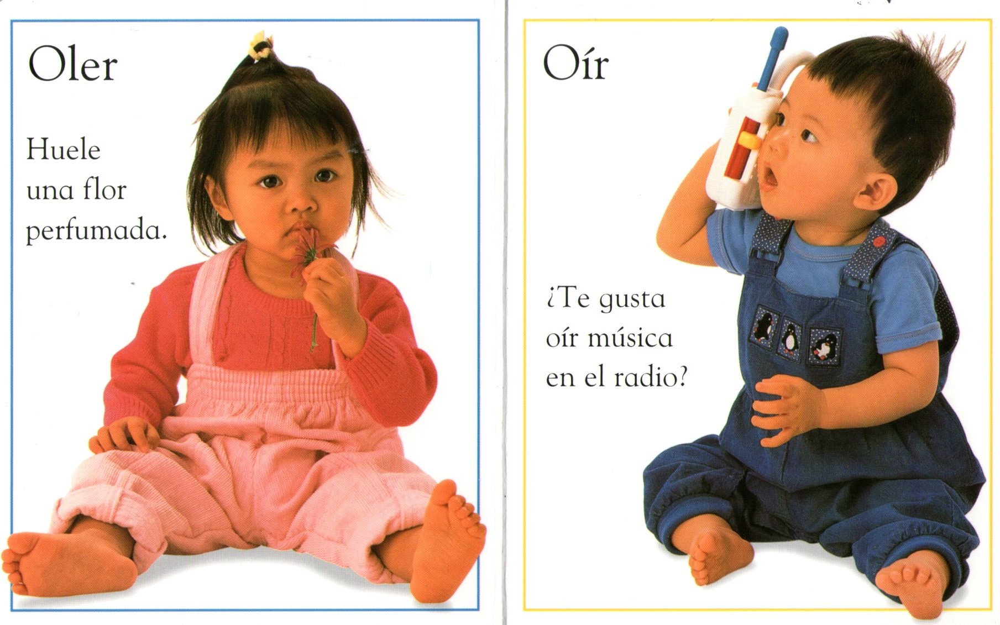 Oler
Huele
una flor
perfumada.
Oír
¿Te gusta
oír música
en el radio?